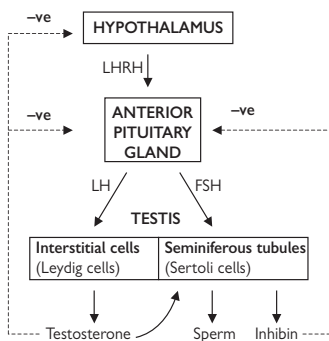 –ve
HYPOTHALAMUS
LHRH
–ve
ANTERIOR
PITUITARY
GLAND
–ve
LH
FSH
TESTIS
Interstitial cells
(Leydig cells)
Seminiferous tubules
(Sertoli cells)
Testosterone
Sperm
Inhibin